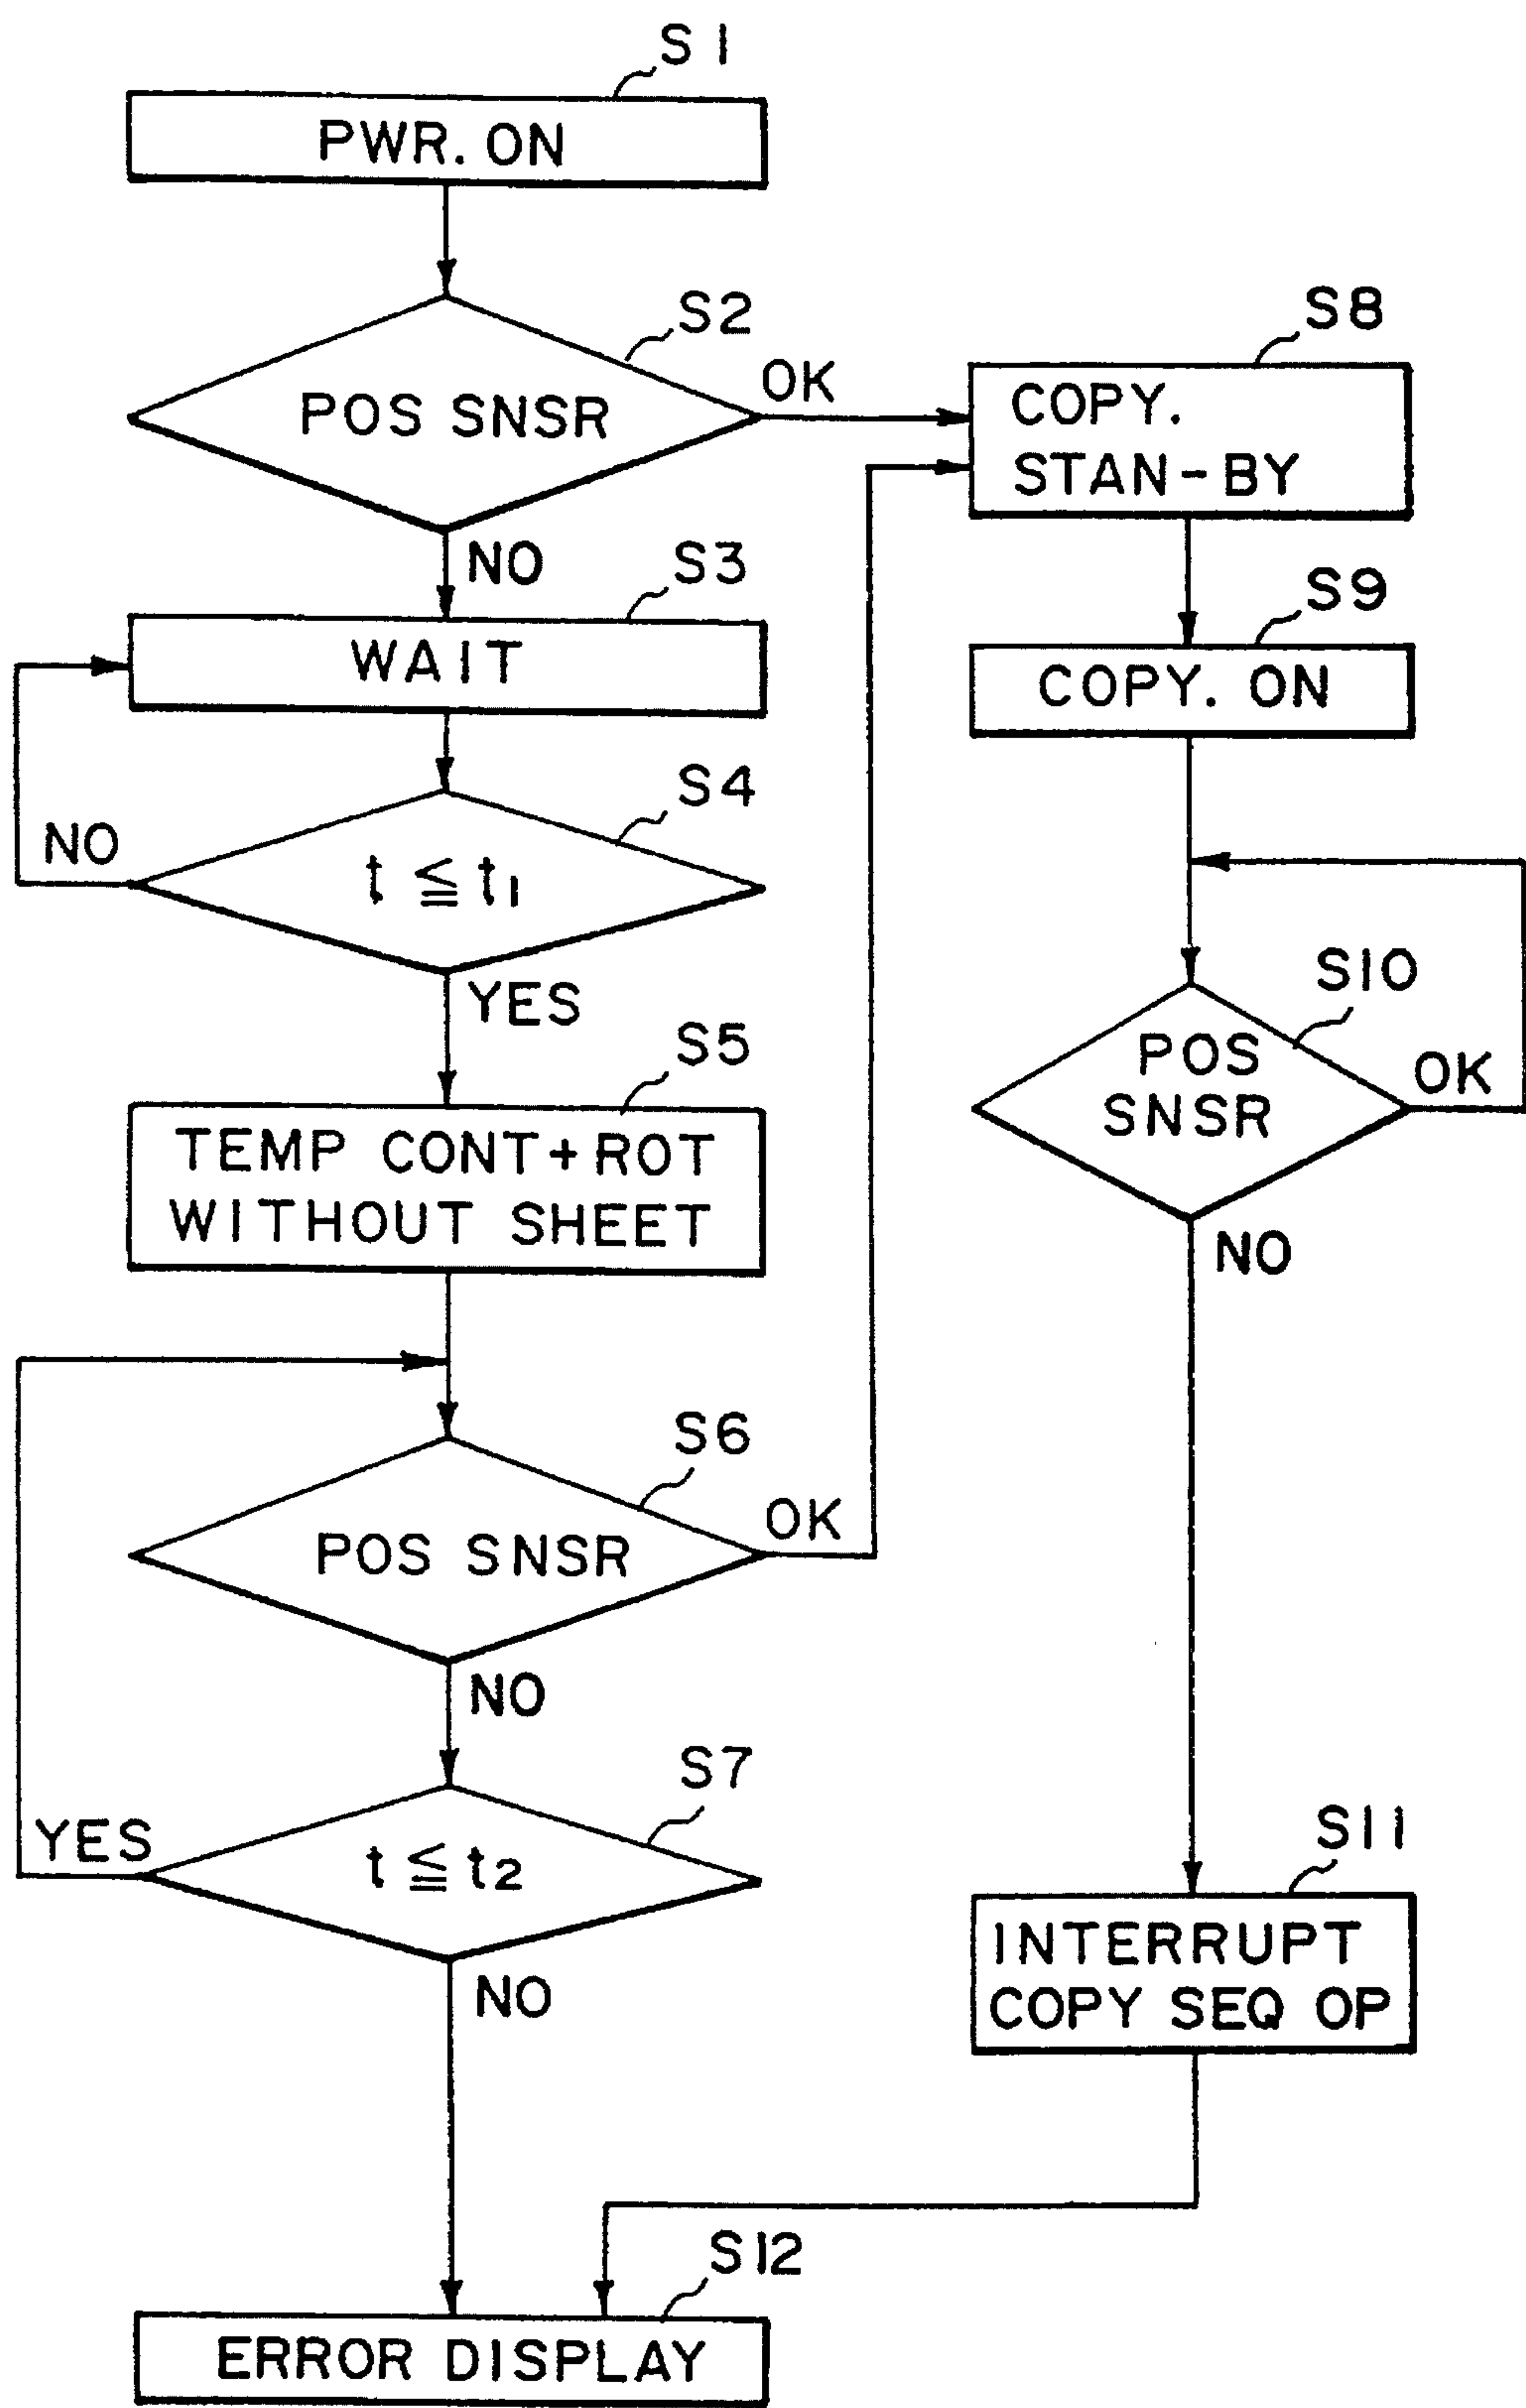 S1
PWR. ON
S2
POS SNSR
OK
NO
S3
WAIT
S4
t ≦ t1
NO
YES
S5
TEMP CONT+ROT
WITHOUT SHEET
S6
POS SNSR
OK
NO
S7
t ≦ t2
YES
NO
S8
COPY.
STAN-BY
S9
COPY. ON
S10
POS
SNSR
OK
NO
S11
INTERRUPT
COPY SEQ OP
S12
ERROR DISPLAY